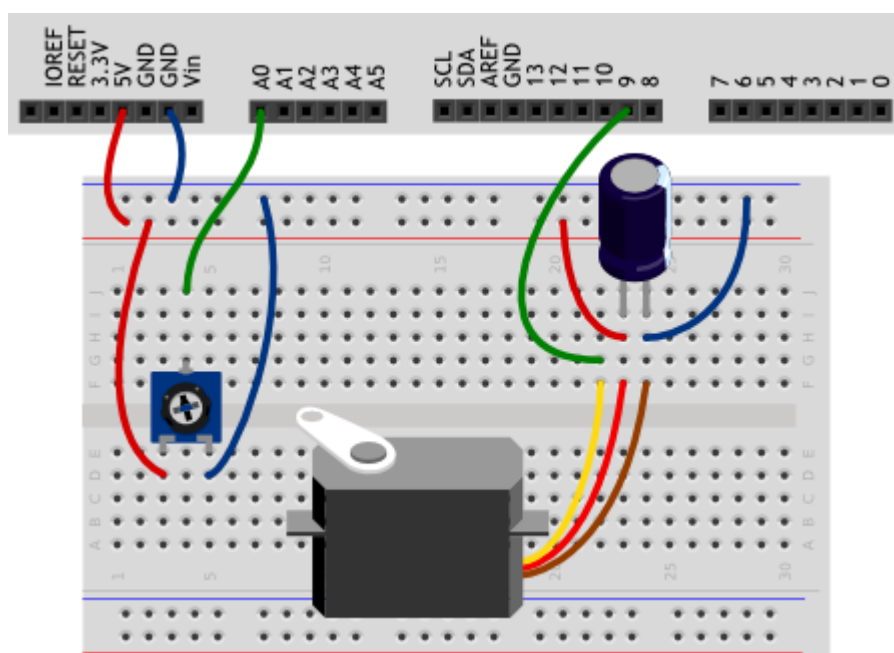 IOREF RESET 3.3V 5V GND GND Vin A0 A1 A2 A3 A4 A5 SCL SDA AREF GND 13 12 11 10 9 8 7 6 5 4 3 2 1 0
1 5 10 15 20 25 30
J J
I I
H H
G G
F F
E E
D D
C C
B B
A A
1 5 20 25 30